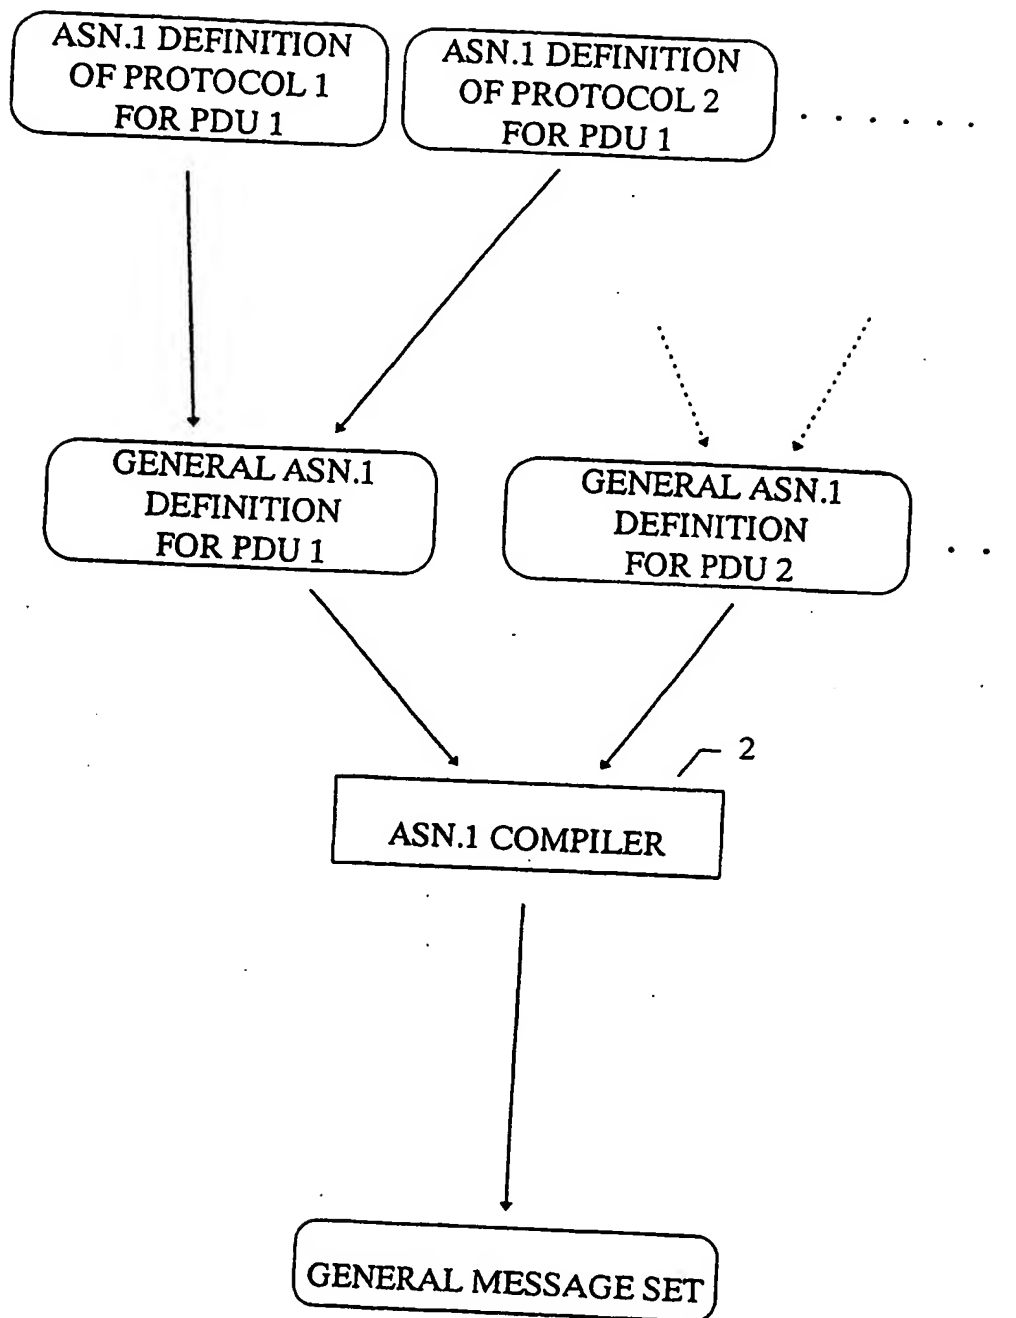 ASN.1 DEFINITION
OF PROTOCOL 1
FOR PDU 1
ASN.1 DEFINITION
OF PROTOCOL 2
FOR PDU 1
. . . . . .
GENERAL ASN.1
DEFINITION
FOR PDU 1
GENERAL ASN.1
DEFINITION
FOR PDU 2
. .
2
ASN.1 COMPILER
GENERAL MESSAGE SET